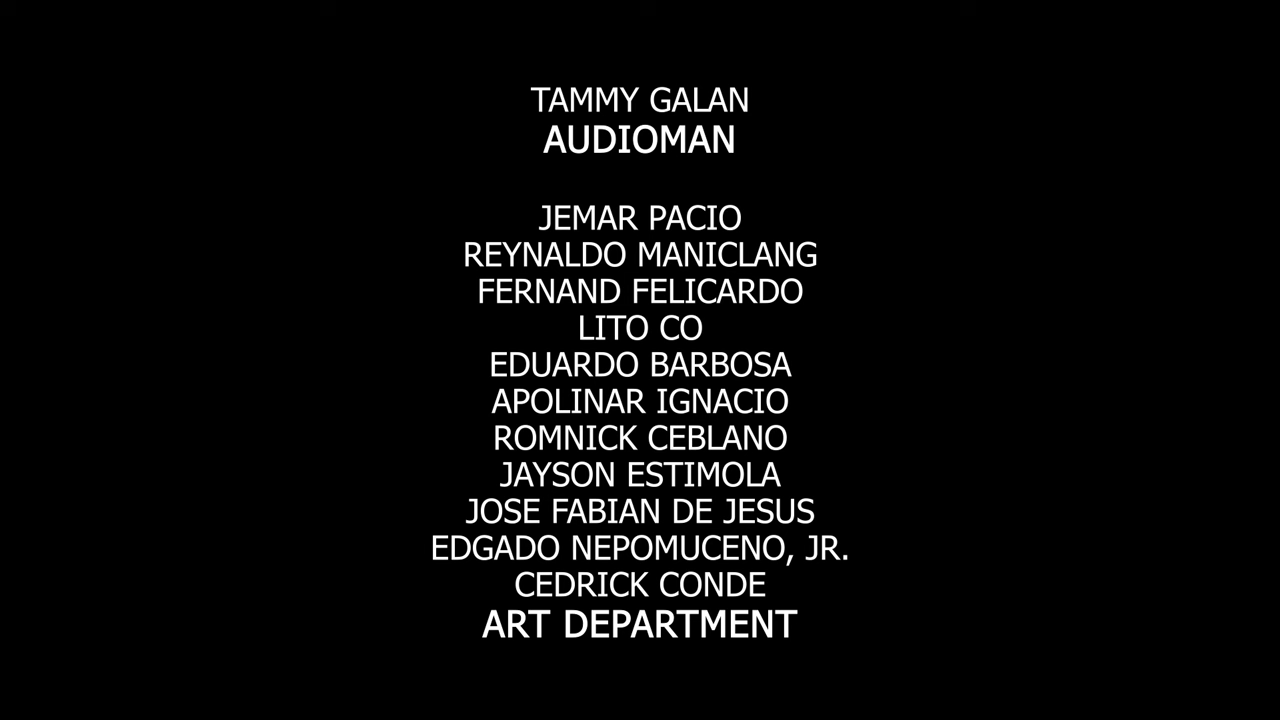 TAMMY GALAN
AUDIOMAN
JEMAR PACIO
REYNALDO MANICLANG
FERNAND FELICARDO
LITO CO
EDUARDO BARBOSA
APOLINAR IGNACIO
ROMNICK CEBLANO
JAYSON ESTIMOLA
JOSE FABIAN DE JESUS
EDGADO NEPOMUCENO, JR.
CEDRICK CONDE
ART DEPARTMENT